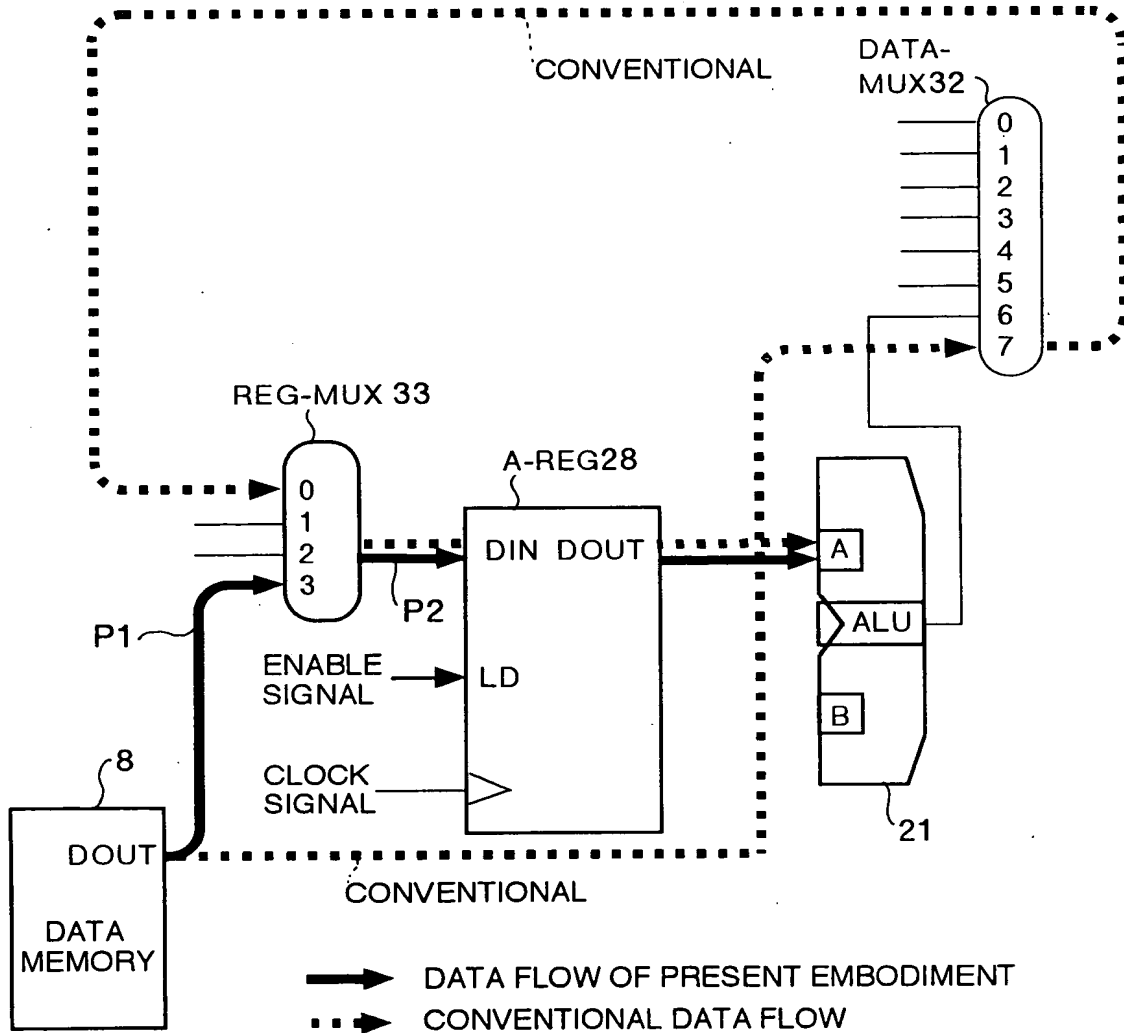 CONVENTIONAL
DATA-
MUX32
0
1
2
3
4
5
6
7
REG-MUX 33
0
1
2
3
A-REG28
DIN DOUT
LD
P1
P2
ENABLE
SIGNAL
CLOCK
SIGNAL
A
ALU
B
21
8
DOUT
DATA
MEMORY
CONVENTIONAL
DATA FLOW OF PRESENT EMBODIMENT
CONVENTIONAL DATA FLOW